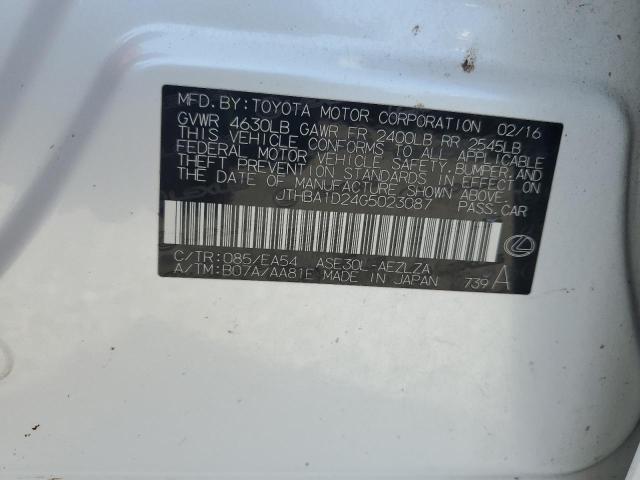 MFD.BY:TOYOTA MOTOR CORPORATION 02/16
GVWR 4630LB GAWR FR 2400LB RR 2545LB
THIS VEHICLE CONFORMS TO ALL APPLICABLE
FEDERAL MOTOR VEHICLE SAFETY,BUMPER,AND
THEFT PREVENTION STANDARDS IN EFFECT ON
THE DATE OF MANUFACTURE SHOWN ABOVE.
JTHBA1D24G5023087 PASS.CAR
C/TR:085/EA54 ASE30L-AEZLZA
A/TM:B07A/AA81E MADE IN JAPAN 739 A